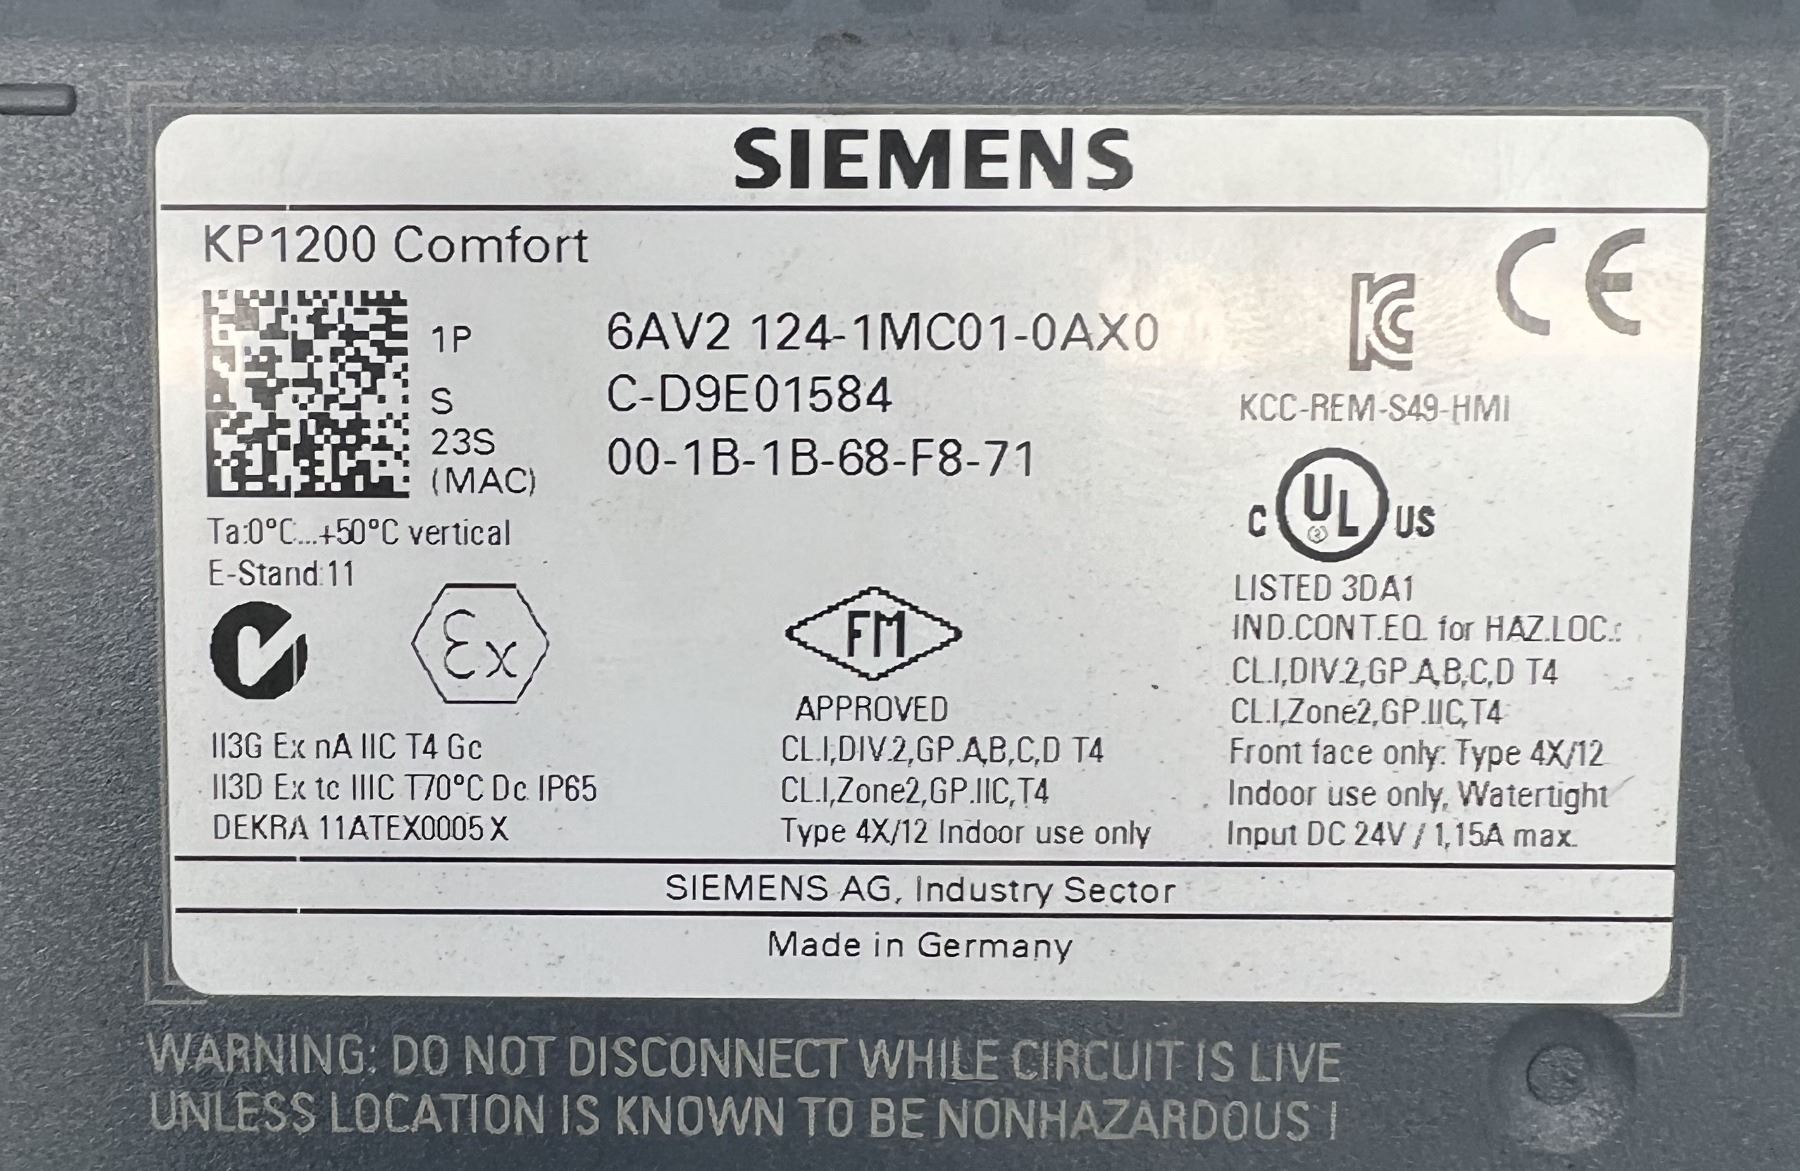 SIEMENS
KP1200 Comfort
CE
1P 6AV2 124-1MC01-0AX0
S C-D9E01584
23S (MAC) 00-1B-1B-68-F8-71
KCC-REM-S49-HMI
Ta:0°C...+50°C vertical
E-Stand:11
Ex
II3G Ex nA IIC T4 Gc
II3D Ex tc IIIC T70°C Dc IP65
DEKRA 11ATEX0005 X
FM
APPROVED
CL.I,DIV.2,GP.A,B,C,D T4
CL.I,Zone2,GP.IIC,T4
Type 4X/12 Indoor use only
C UL US
LISTED 3DA1
IND.CONT.EQ. for HAZ.LOC.:
CL.I,DIV.2,GP.A,B,C,D T4
CL.I,Zone2,GP.IIC,T4
Front face only: Type 4X/12
Indoor use only, Watertight
Input DC 24V / 1,15A max.
SIEMENS AG, Industry Sector
Made in Germany
WARNING: DO NOT DISCONNECT WHILE CIRCUIT IS LIVE
UNLESS LOCATION IS KNOWN TO BE NONHAZARDOUS !